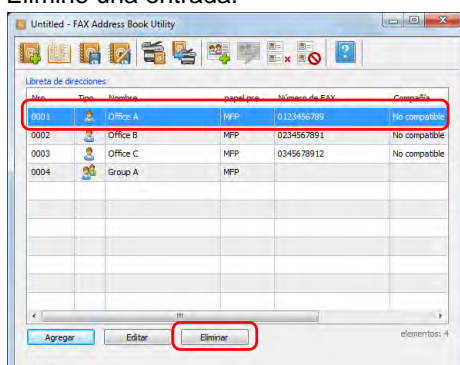 Elimine una entrada.
Untitled - FAX Address Book Utility
Libreta de direcciones
Nro. Tipo Nombre papel pre Número de FAX Compañía
0001 Office A MFP 0123456789 No compatible
0002 Office B MFP 0234567891 No compatible
0003 Office C MFP 0345678912 No compatible
0004 Group A MFP
Agregar Editar Eliminar elementos: 4